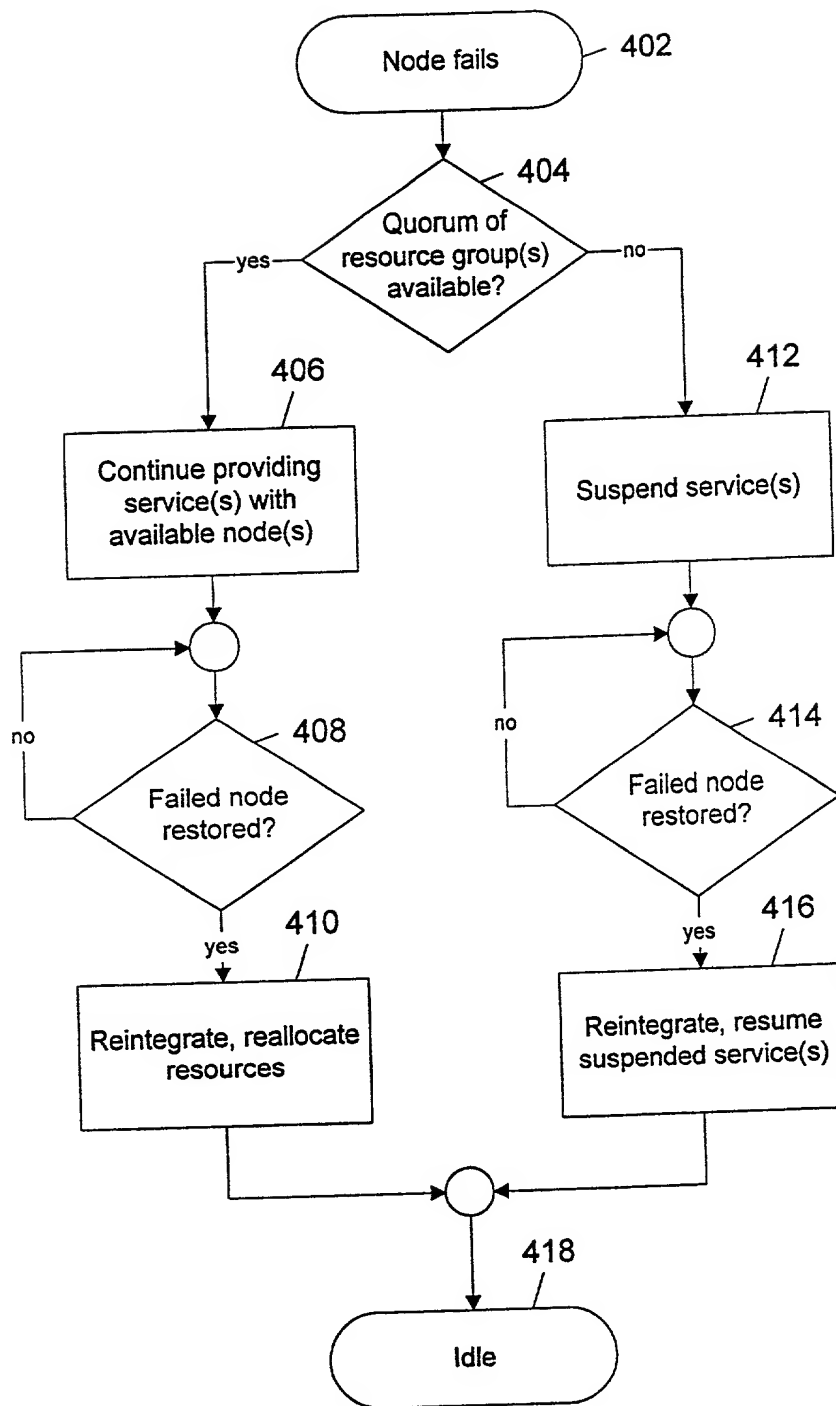 Node fails
402
404
Quorum of
resource group(s)
available?
yes
no
406
Continue providing
service(s) with
available node(s)
412
Suspend service(s)
no
408
Failed node
restored?
no
414
Failed node
restored?
yes
410
Reintegrate, reallocate
resources
yes
416
Reintegrate, resume
suspended service(s)
418
Idle